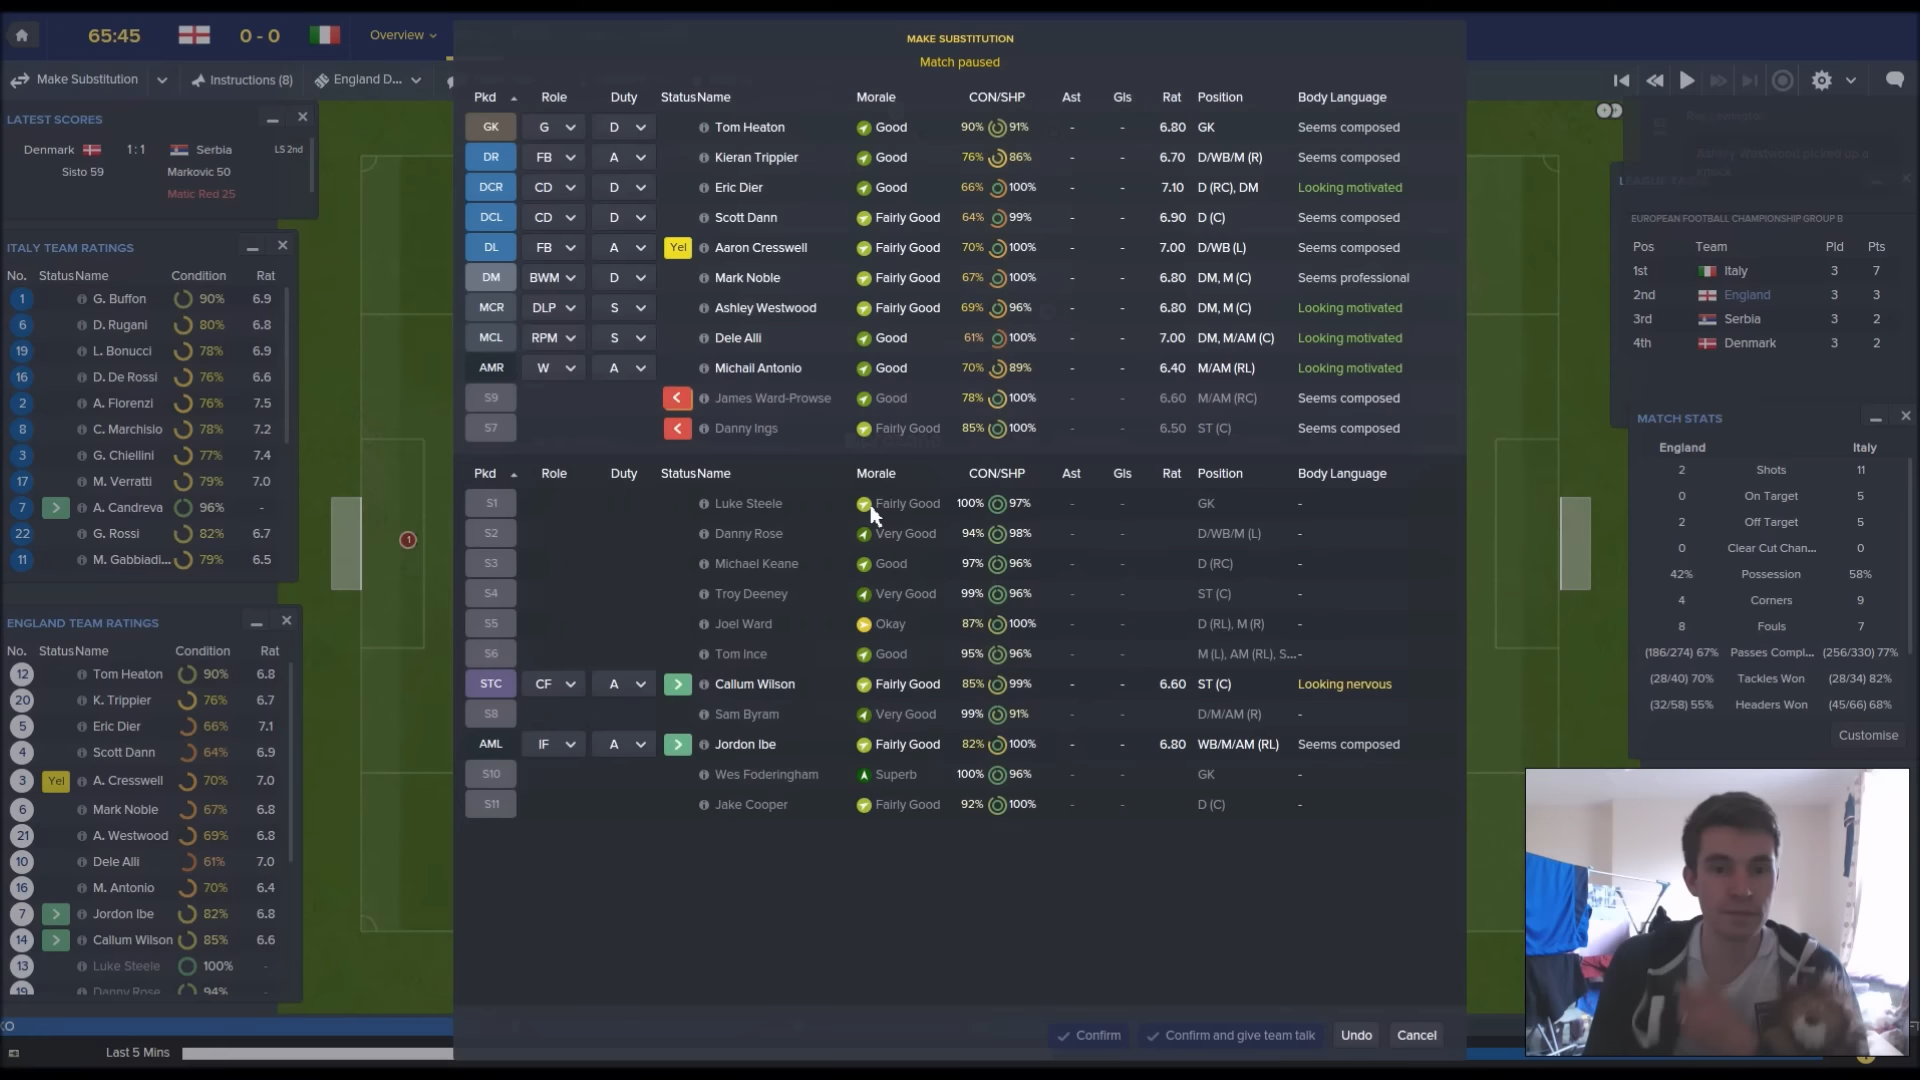 65:45
0 - 0
Overview
Make Substitution
Instructions (8)
England D...
LATEST SCORES
Denmark 1 : 1 Serbia LS 2nd
Sisto 59 Markovic 50
Matic Red 25
ITALY TEAM RATINGS
No. Status Name Condition Rat
1 G. Buffon 90% 6.9
6 D. Rugani 80% 6.8
19 L. Bonucci 78% 6.9
16 D. De Rossi 76% 6.6
2 A. Florenzi 76% 7.5
8 C. Marchisio 78% 7.2
3 G. Chiellini 77% 7.4
17 M. Verratti 79% 7.0
7 A. Candreva 96% -
22 G. Rossi 82% 6.7
11 M. Gabbiadi... 79% 6.5
ENGLAND TEAM RATINGS
No. Status Name Condition Rat
12 Tom Heaton 90% 6.8
20 K. Trippier 76% 6.7
5 Eric Dier 66% 7.1
4 Scott Dann 64% 6.9
3 Yel A. Cresswell 70% 7.0
6 Mark Noble 67% 6.8
21 A. Westwood 69% 6.8
10 Dele Alli 61% 7.0
16 M. Antonio 70% 6.4
7 Jordon Ibe 82% 6.8
14 Callum Wilson 85% 6.6
13 Luke Steele 100% -
19 Danny Rose 94% -
Last 5 Mins
MAKE SUBSTITUTION
Match paused
Pkd Role Duty Status Name Morale CON/SHP Ast Gls Rat Position Body Language
GK G D Tom Heaton Good 90% 91% - - 6.80 GK Seems composed
DR FB A Kieran Trippier Good 76% 86% - - 6.70 D/WB/M (R) Seems composed
DCR CD D Eric Dier Good 66% 100% - - 7.10 D (RC), DM Looking motivated
DCL CD D Scott Dann Fairly Good 64% 99% - - 6.90 D (C) Seems composed
DL FB A Yel Aaron Cresswell Fairly Good 70% 100% - - 7.00 D/WB (L) Seems composed
DM BWM D Mark Noble Fairly Good 67% 100% - - 6.80 DM, M (C) Seems professional
MCR DLP S Ashley Westwood Fairly Good 69% 96% - - 6.80 DM, M (C) Looking motivated
MCL RPM S Dele Alli Good 61% 100% - - 7.00 DM, M/AM (C) Looking motivated
AMR W A Michail Antonio Good 70% 89% - - 6.40 M/AM (RL) Looking motivated
S9 James Ward-Prowse Good 78% 100% - - 6.60 M/AM (RC) Seems composed
S7 Danny Ings Fairly Good 85% 100% - - 6.50 ST (C) Seems composed
Pkd Role Duty Status Name Morale CON/SHP Ast Gls Rat Position Body Language
S1 Luke Steele Fairly Good 100% 97% - - GK -
S2 Danny Rose Very Good 94% 98% - - D/WB/M (L) -
S3 Michael Keane Good 97% 96% - - D (RC) -
S4 Troy Deeney Very Good 99% 96% - - ST (C) -
S5 Joel Ward Okay 87% 100% - - D (RL), M (R) -
S6 Tom Ince Good 95% 96% - - M (L), AM (RL), S... -
STC CF A Callum Wilson Fairly Good 85% 99% - - 6.60 ST (C) Looking nervous
S8 Sam Byram Very Good 99% 91% - - D/M/AM (R) -
AML IF A Jordon Ibe Fairly Good 82% 100% - - 6.80 WB/M/AM (RL) Seems composed
S10 Wes Foderingham Superb 100% 96% - - GK -
S11 Jake Cooper Fairly Good 92% 100% - - D (C) -
Confirm
Confirm and give team talk
Undo
Cancel
Ashley Westwood picked up a
knock
EUROPEAN FOOTBALL CHAMPIONSHIP GROUP B
Pos Team Pld Pts
1st Italy 3 7
2nd England 3 3
3rd Serbia 3 2
4th Denmark 3 2
MATCH STATS
England Italy
2 Shots 11
0 On Target 5
2 Off Target 5
0 Clear Cut Chan... 0
42% Possession 58%
4 Corners 9
8 Fouls 7
(186/274) 67% Passes Compl... (256/330) 77%
(28/40) 70% Tackles Won (28/34) 82%
(32/58) 55% Headers Won (45/66) 68%
Customise